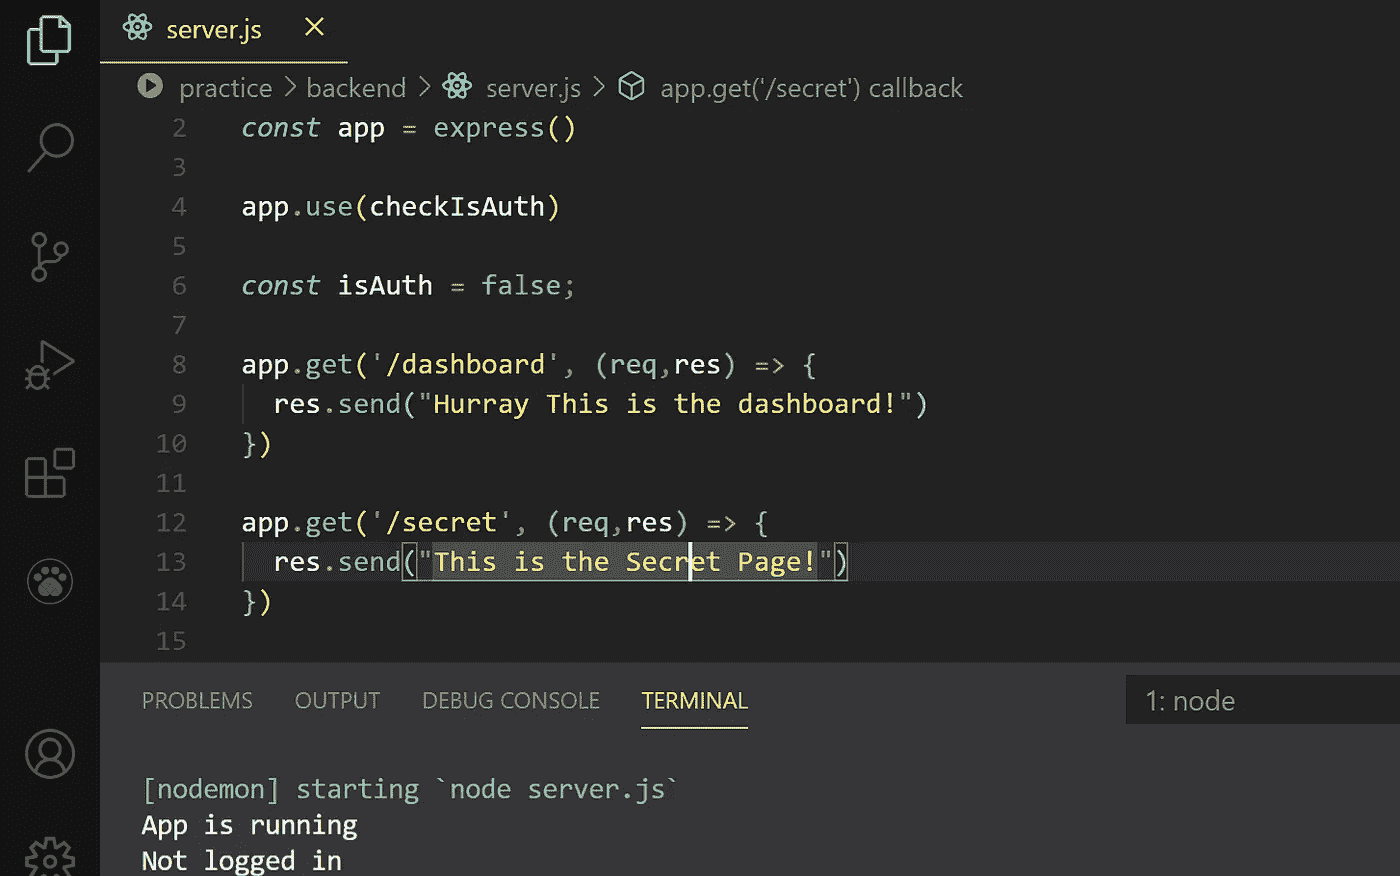 server.js
practice > backend > server.js > app.get('/secret') callback
2 const app = express()
3
4 app.use(checkIsAuth)
5
6 const isAuth = false;
7
8 app.get('/dashboard', (req,res) => {
9 res.send("Hurray This is the dashboard!")
10 })
11
12 app.get('/secret', (req,res) => {
13 res.send("This is the Secret Page!")
14 })
15
PROBLEMS OUTPUT DEBUG CONSOLE TERMINAL 1: node
[nodemon] starting `node server.js`
App is running
Not logged in